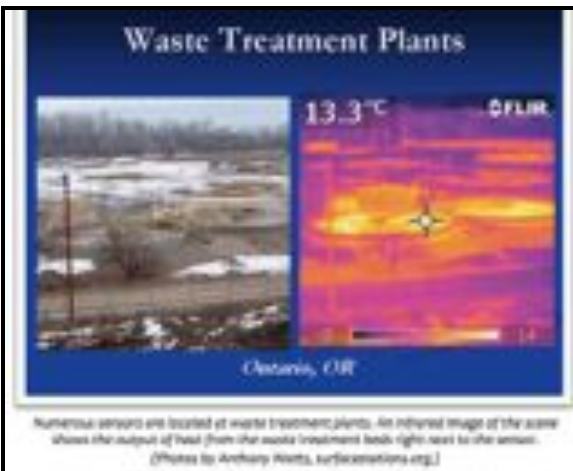 Waste Treatment Plants
13.3°C
FLIR
Ontario, OR
Numerous sensors are located at waste treatment plants. An infrared image of the scene
shows the output of heat from the waste treatment beds right next to the sensor.
(Photos by Anthony Watts, surfacestations.org.)